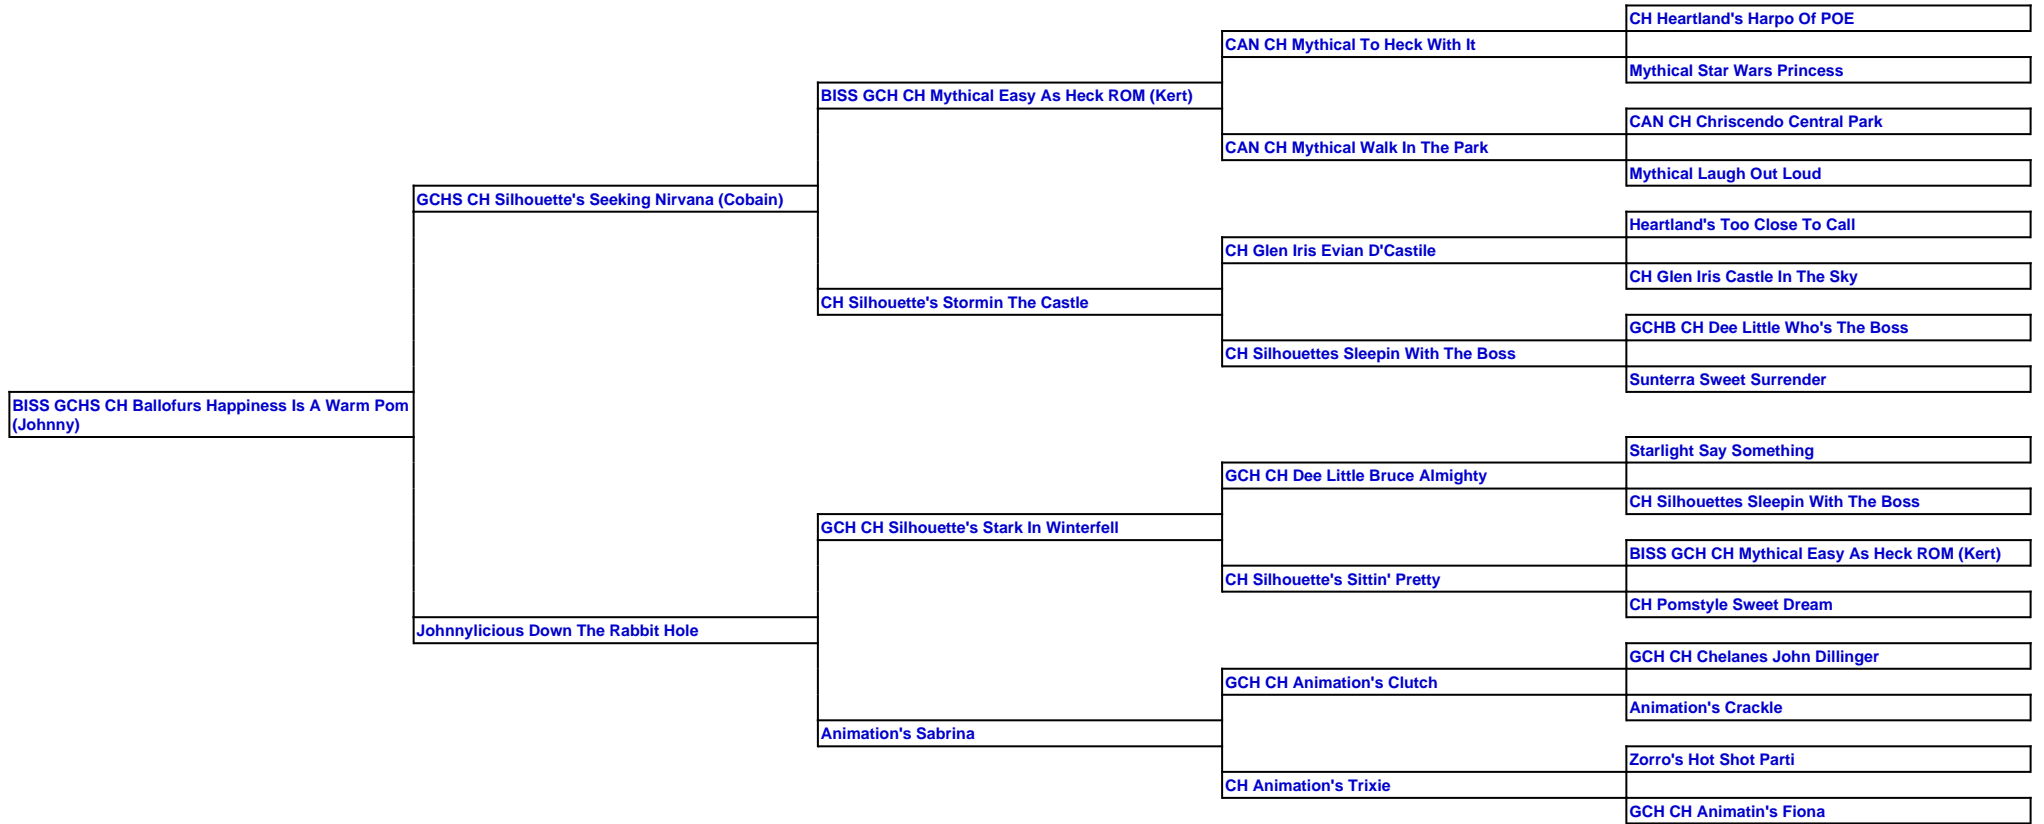 CH Heartland's Harpo Of POE
CAN CH Mythical To Heck With It
Mythical Star Wars Princess
BISS GCH CH Mythical Easy As Heck ROM (Kert)
CAN CH Chriscendo Central Park
CAN CH Mythical Walk In The Park
Mythical Laugh Out Loud
GCHS CH Silhouette's Seeking Nirvana (Cobain)
Heartland's Too Close To Call
CH Glen Iris Evian D'Castile
CH Glen Iris Castle In The Sky
CH Silhouette's Stormin The Castle
GCHB CH Dee Little Who's The Boss
CH Silhouettes Sleepin With The Boss
Sunterra Sweet Surrender
BISS GCHS CH Ballofurs Happiness Is A Warm Pom
(Johnny)
Starlight Say Something
GCH CH Dee Little Bruce Almighty
CH Silhouettes Sleepin With The Boss
GCH CH Silhouette's Stark In Winterfell
BISS GCH CH Mythical Easy As Heck ROM (Kert)
CH Silhouette's Sittin' Pretty
CH Pomstyle Sweet Dream
Johnnylicious Down The Rabbit Hole
GCH CH Chelanes John Dillinger
GCH CH Animation's Clutch
Animation's Crackle
Animation's Sabrina
Zorro's Hot Shot Parti
CH Animation's Trixie
GCH CH Animatin's Fiona